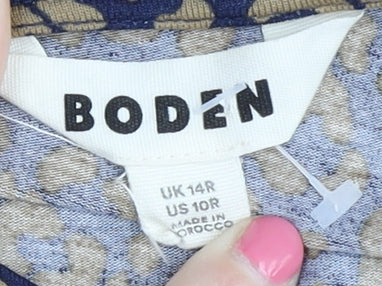 BODEN
UK 14R
US 10R
MADE IN
MOROCCO